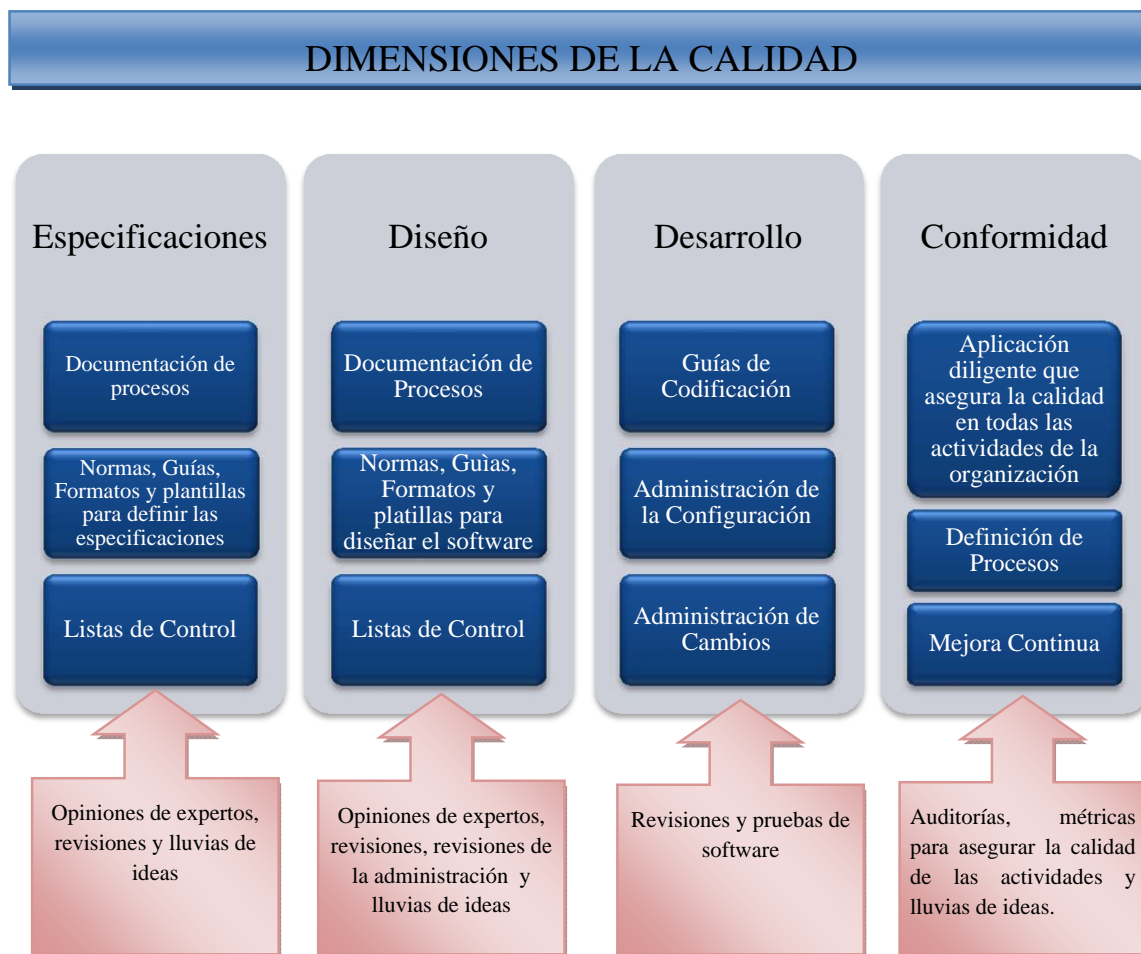 DIMENSIONES DE LA CALIDAD
Especificaciones
Documentación de
procesos
Normas, Guías,
Formatos y plantillas
para definir las
especificaciones
Listas de Control
Opiniones de expertos,
revisiones y lluvias de
ideas
Diseño
Documentación de
Procesos
Normas, Guìas,
Formatos y
platillas para
diseñar el software
Listas de Control
Opiniones de expertos,
revisiones, revisiones de
la administración y
lluvias de ideas
Desarrollo
Guías de
Codificación
Administración de
la Configuración
Administración de
Cambios
Revisiones y pruebas de
software
Conformidad
Aplicación
diligente que
asegura la calidad
en todas las
actividades de la
organización
Definición de
Procesos
Mejora Continua
Auditorías, métricas
para asegurar la calidad
de las actividades y
lluvias de ideas.